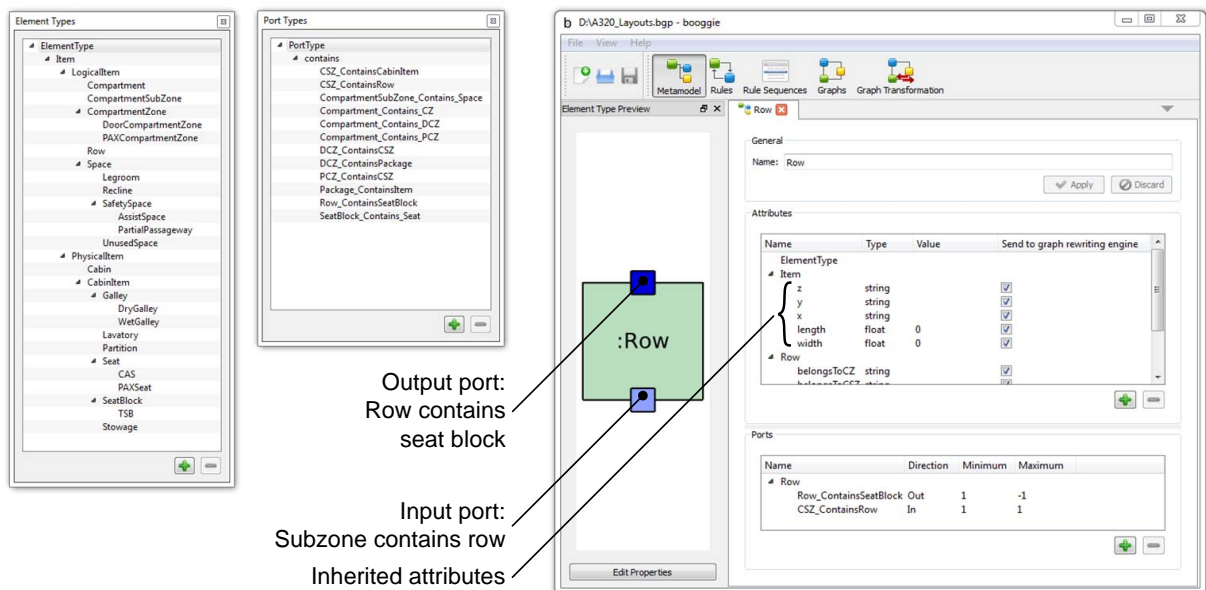 Element Types
ElementType
Item
LogicalItem
Compartment
CompartmentSubZone
CompartmentZone
DoorCompartmentZone
PAXCompartmentZone
Row
Space
Legroom
Recline
SafetySpace
AssistSpace
PartialPassageway
UnusedSpace
PhysicalItem
Cabin
CabinItem
Galley
DryGalley
WetGalley
Lavatory
Partition
Seat
CAS
PAXSeat
SeatBlock
TSB
Stowage
Port Types
PortType
contains
CSZ_ContainsCabinItem
CSZ_ContainsRow
CompartmentSubZone_Contains_Space
Compartment_Contains_CZ
Compartment_Contains_DCZ
Compartment_Contains_PCZ
DCZ_ContainsCSZ
DCZ_ContainsPackage
PCZ_ContainsCSZ
Package_ContainsItem
Row_ContainsSeatBlock
SeatBlock_Contains_Seat
Output port:
Row contains
seat block
Input port:
Subzone contains row
Inherited attributes
b D:\A320_Layouts.bgp - booggie
File View Help
Metamodel Rules Rule Sequences Graphs Graph Transformation
Element Type Preview
:Row
Edit Properties
Row
General
Name: Row
Apply Discard
Attributes
Name Type Value Send to graph rewriting engine
ElementType
Item
z string
y string
x string
length float 0
width float 0
Row
belongsToCZ string
belongsToCSZ string
Ports
Name Direction Minimum Maximum
Row
Row_ContainsSeatBlock Out 1 -1
CSZ_ContainsRow In 1 1